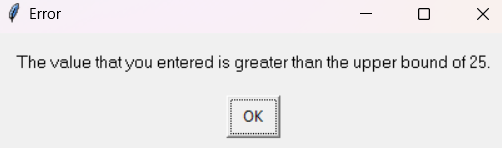 Error
The value that you entered is greater than the upper bound of 25.
OK